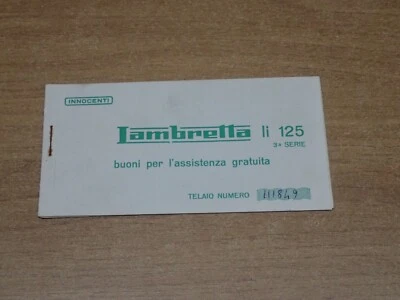 INNOCENTI
Lambretta li 125
3ª SERIE
buoni per l'assistenza gratuita
TELAIO NUMERO 111849